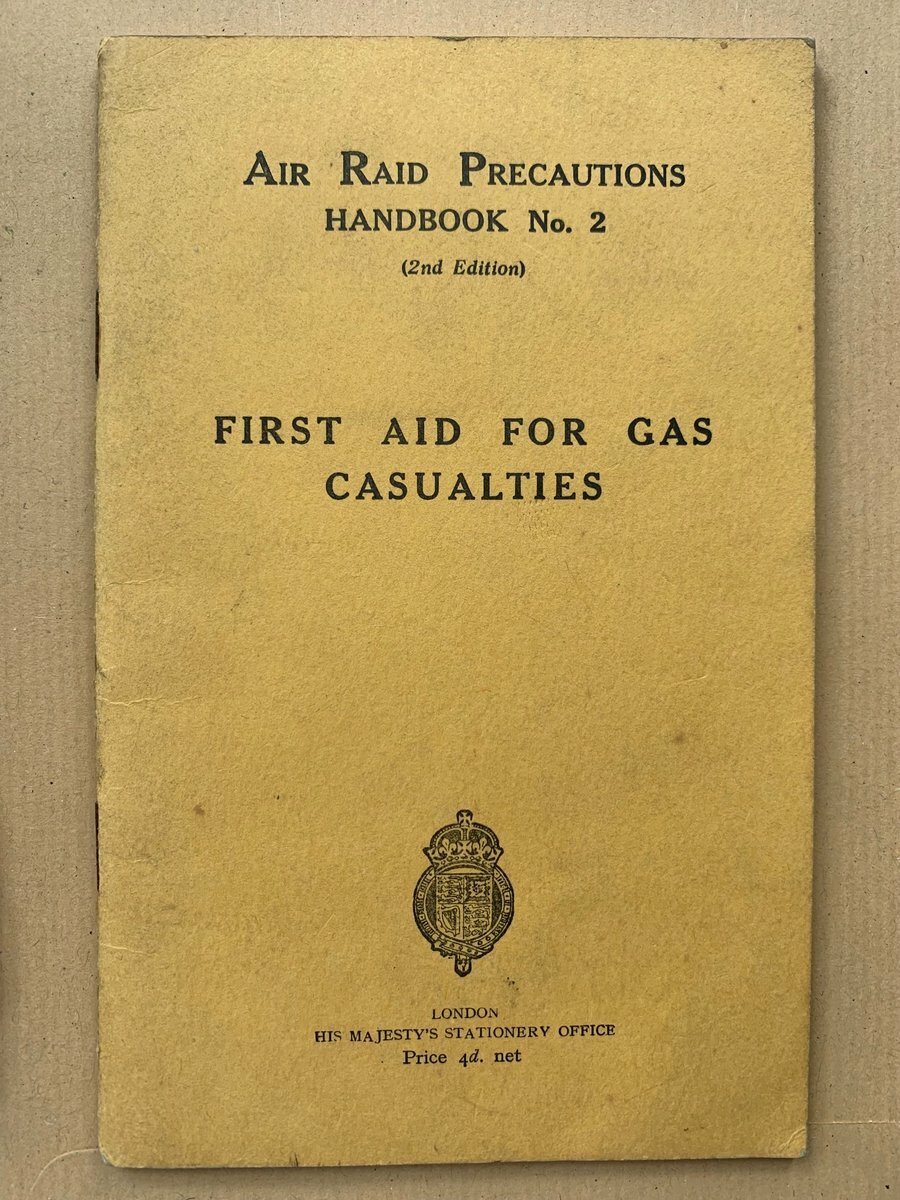 AIR RAID PRECAUTIONS
HANDBOOK No. 2
(2nd Edition)
FIRST AID FOR GAS
CASUALTIES
LONDON
HIS MAJESTY'S STATIONERY OFFICE
Price 4d. net